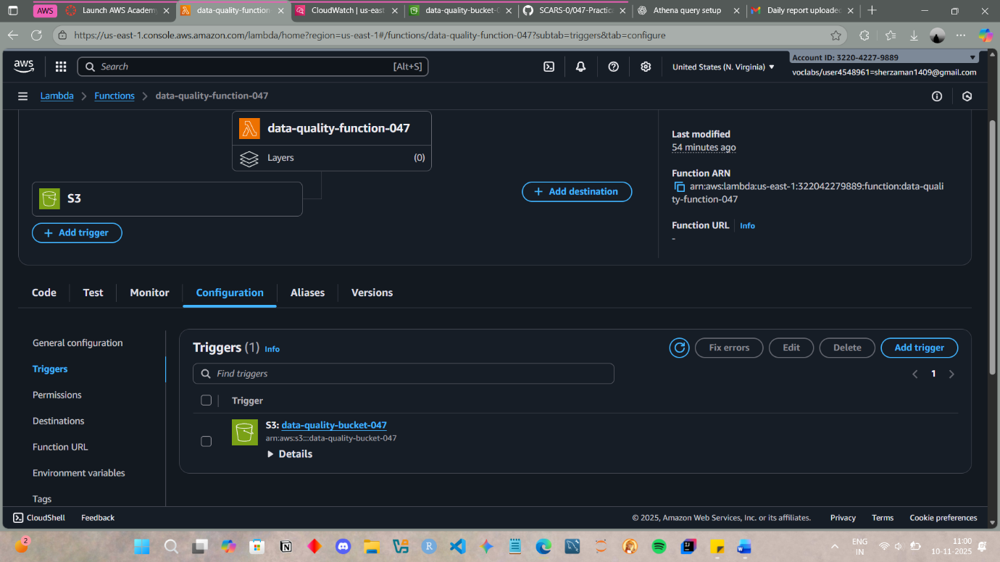 AWS
Launch AWS Academy
data-quality-function
CloudWatch | us-east
data-quality-bucket-0
SCARS-0/047-Practica
Athena query setup
Daily report uploaded
https://us-east-1.console.aws.amazon.com/lambda/home?region=us-east-1#/functions/data-quality-function-047?subtab=triggers&tab=configure
aws
Search
[Alt+S]
United States (N. Virginia)
Account ID: 3220-4227-9889
voclabs/user4548961=sherzaman1409@gmail.com
Lambda
Functions
data-quality-function-047
data-quality-function-047
Layers
(0)
S3
+ Add trigger
+ Add destination
Last modified
54 minutes ago
Function ARN
arn:aws:lambda:us-east-1:322042279889:function:data-quali
ty-function-047
Function URL
Info
-
Code
Test
Monitor
Configuration
Aliases
Versions
General configuration
Triggers
Permissions
Destinations
Function URL
Environment variables
Tags
Triggers (1) Info
Fix errors
Edit
Delete
Add trigger
Find triggers
1
Trigger
S3: data-quality-bucket-047
arn:aws:s3:::data-quality-bucket-047
Details
CloudShell
Feedback
© 2025, Amazon Web Services, Inc. or its affiliates.
Privacy
Terms
Cookie preferences
2
ENG
IN
11:00
10-11-2025